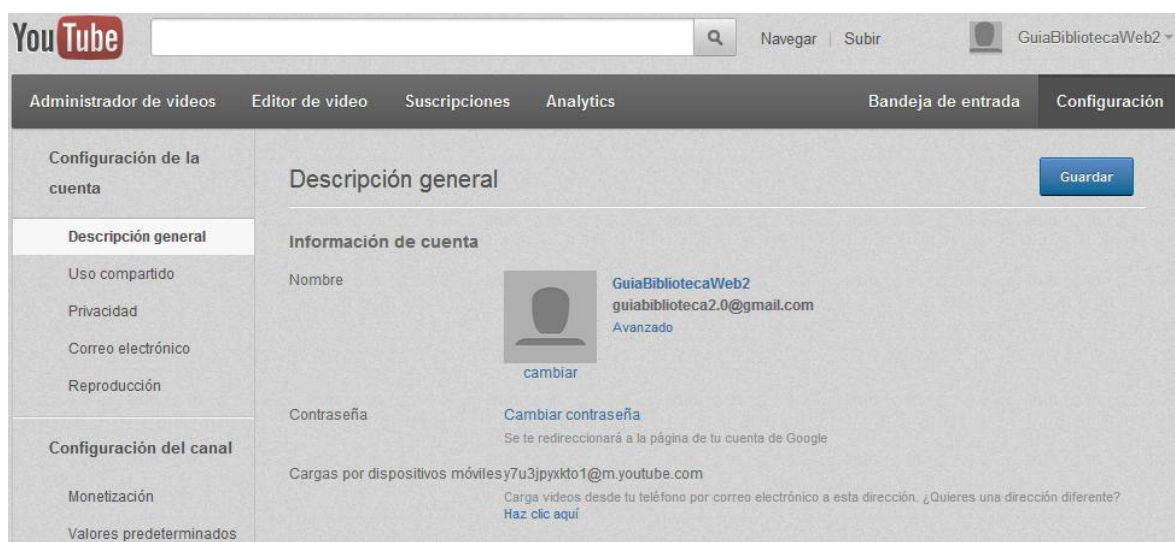 YouTube
Navegar | Subir
GuiaBibliotecaWeb2
Administrador de videos Editor de video Suscripciones Analytics Bandeja de entrada Configuración
Configuración de la
cuenta
Descripción general
Uso compartido
Privacidad
Correo electrónico
Reproducción
Configuración del canal
Monetización
Valores predeterminados
Descripción general
Guardar
Información de cuenta
Nombre
GuiaBibliotecaWeb2
guiabiblioteca2.0@gmail.com
Avanzado
cambiar
Contraseña
Cambiar contraseña
Se te redireccionará a la página de tu cuenta de Google
Cargas por dispositivos móviles y7u3jpyxkto1@m.youtube.com
Carga videos desde tu teléfono por correo electrónico a esta dirección. ¿Quieres una dirección diferente?
Haz clic aquí